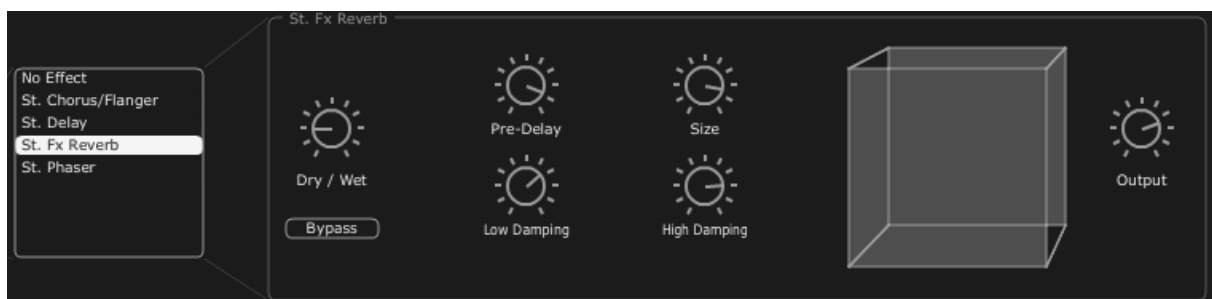 St. Fx Reverb
No Effect
St. Chorus/Flanger
St. Delay
St. Fx Reverb
St. Phaser
Dry / Wet
Bypass
Pre-Delay
Size
Low Damping
High Damping
Output